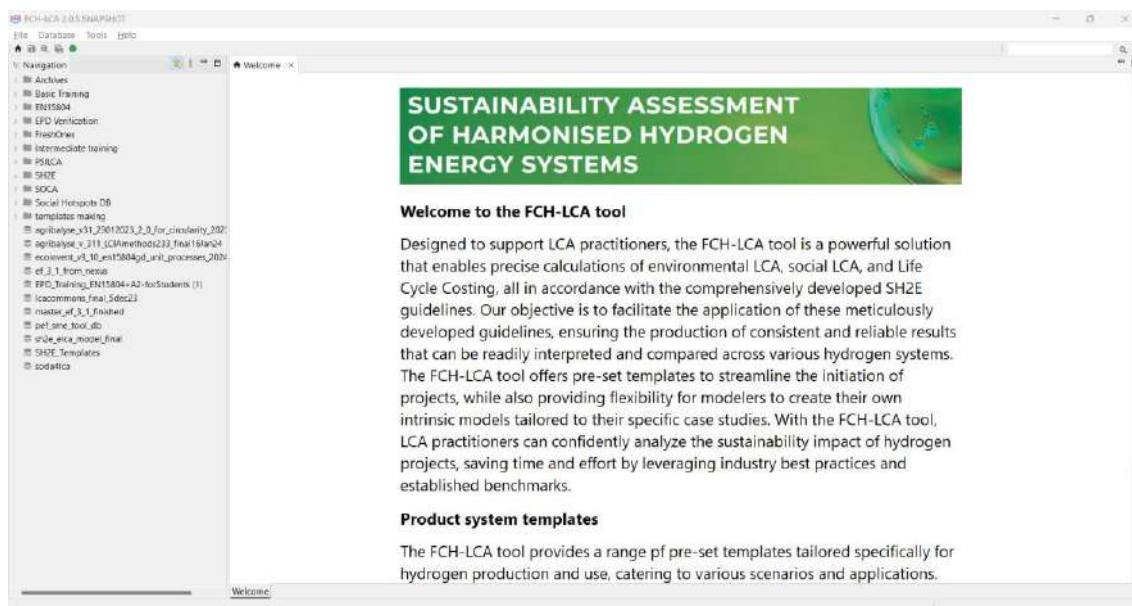 FCH-LCA 2.0.5.SNAPSHOT
File Database Tools Help
Navigation
Welcome
Archives
Basic Training
EN15804
EPD Verification
FreshOnes
Intermediate training
PSILCA
SH2E
SOCA
Social Hotspots DB
templates making
agribalyse_v31_23012023_2_0_for_circularity_202
agribalyse_v_311_LCIAmethods233_final16Jan24
ecoinvent_v3_10_en15804gd_unit_processes_2024
ef_3_1_from_nexus
EPD_Training_EN15804+A2-forStudents (1)
lcacommons_final_5dec23
master_ef_3_1_finished
pef_sme_tool_db
sh2e_elca_model_final
SH2E_Templates
soda4lca
SUSTAINABILITY ASSESSMENT
OF HARMONISED HYDROGEN
ENERGY SYSTEMS
Welcome to the FCH-LCA tool
Designed to support LCA practitioners, the FCH-LCA tool is a powerful solution
that enables precise calculations of environmental LCA, social LCA, and Life
Cycle Costing, all in accordance with the comprehensively developed SH2E
guidelines. Our objective is to facilitate the application of these meticulously
developed guidelines, ensuring the production of consistent and reliable results
that can be readily interpreted and compared across various hydrogen systems.
The FCH-LCA tool offers pre-set templates to streamline the initiation of
projects, while also providing flexibility for modelers to create their own
intrinsic models tailored to their specific case studies. With the FCH-LCA tool,
LCA practitioners can confidently analyze the sustainability impact of hydrogen
projects, saving time and effort by leveraging industry best practices and
established benchmarks.
Product system templates
The FCH-LCA tool provides a range pf pre-set templates tailored specifically for
hydrogen production and use, catering to various scenarios and applications.
Welcome